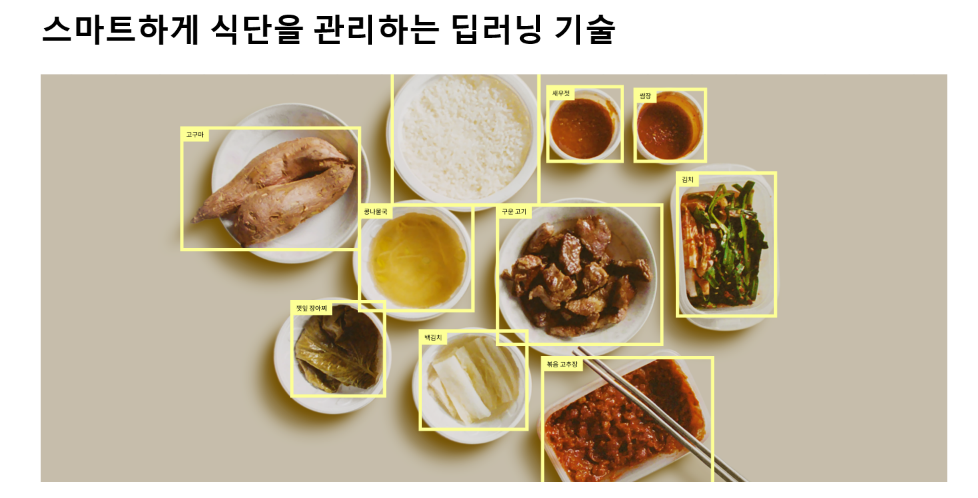 스마트하게 식단을 관리하는 딥러닝 기술
새우젓
쌈장
고구마
김치
콩나물국
구운 고기
깻잎 장아찌
백김치
볶음 고추장